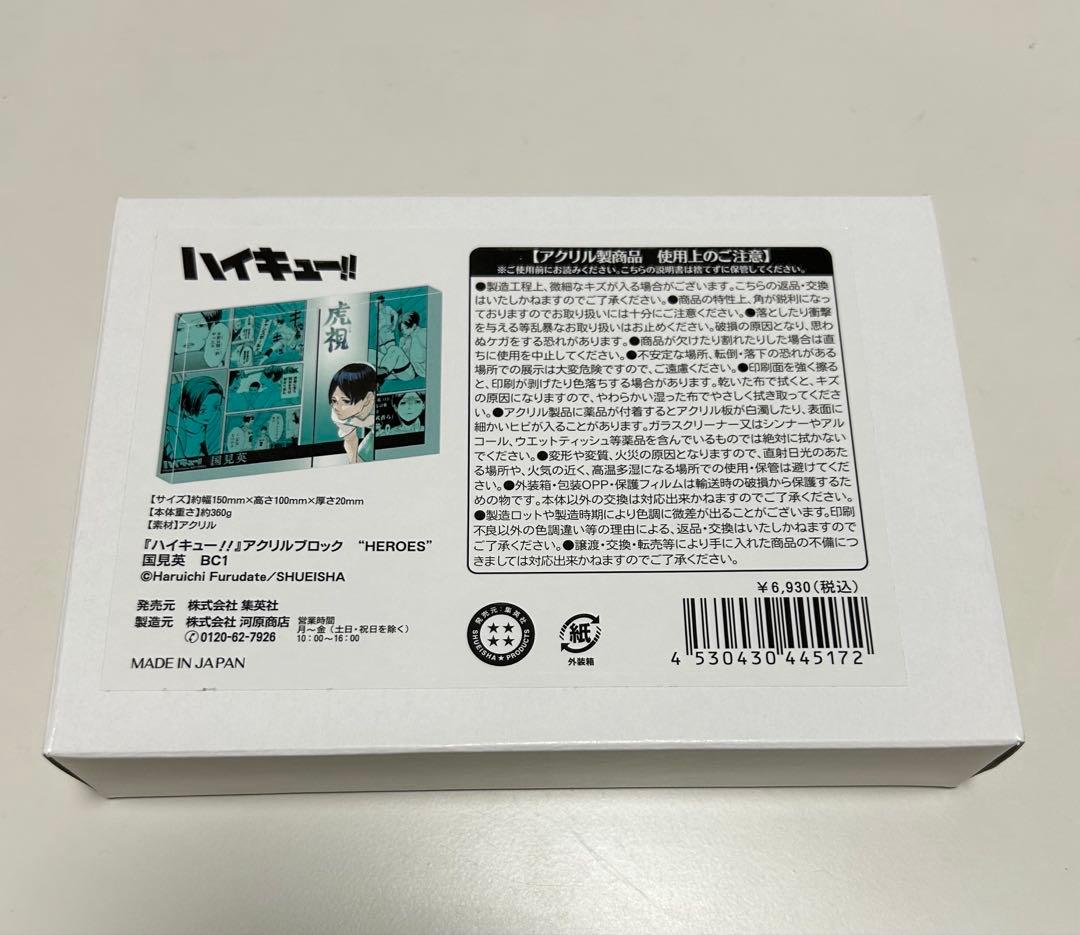 ハイキュー!!
虎視
国見英
【サイズ】約幅150mm×高さ100mm×厚さ20mm
【本体重さ】約360g
【素材】アクリル
『ハイキュー!!』アクリルブロック　“HEROES”
国見英　BC1
©Haruichi Furudate/SHUEISHA
発売元　株式会社 集英社
製造元　株式会社 河原商店
✆0120-62-7926
営業時間
月～金（土日・祝日を除く）
10：00～16：00
MADE IN JAPAN
【アクリル製商品　使用上のご注意】
※ご使用前にお読みください。こちらの説明書は捨てずに保管してください。
●製造工程上、微細なキズが入る場合がございます。こちらの返品・交換
はいたしかねますのでご了承ください。●商品の特性上、角が鋭利になっ
ておりますのでお取り扱いには十分にご注意ください。●落としたり衝撃
を与える等乱暴なお取り扱いはお止めください。破損の原因となり、思わ
ぬケガをする恐れがあります。●商品が欠けたり割れたりした場合は直
ちに使用を中止してください。●不安定な場所、転倒・落下の恐れがある
場所での展示は大変危険ですので、ご遠慮ください。●印刷面を強く擦る
と、印刷が剥げたり色落ちする場合があります。乾いた布で拭くと、キズ
の原因になりますので、やわらかい湿った布でやさしく拭き取ってくださ
い。●アクリル製品に薬品が付着するとアクリル板が白濁したり、表面に
細かいヒビが入ることがあります。ガラスクリーナー又はシンナーやアル
コール、ウエットティッシュ等薬品を含んでいるものでは絶対に拭かない
でください。●変形や変質、火災の原因となりますので、直射日光のあた
る場所や、火気の近く、高温多湿になる場所での使用・保管は避けてくだ
さい。●外装箱・包装OPP・保護フィルムは輸送時の破損から保護するた
めの物です。本体以外の交換は対応出来かねますのでご了承ください。
●製造ロットや製造時期により色調に微差が出ることがございます。印刷
不良以外の色調違い等の理由による、返品・交換はいたしかねますので
ご了承ください。●譲渡・交換・転売等により手に入れた商品の不備につ
きましては対応出来かねますのでご了承ください。
￥6,930(税込)
発売元：集英社
SHUEISHA★PRODUCTS
紙
外装箱
4 530430 445172